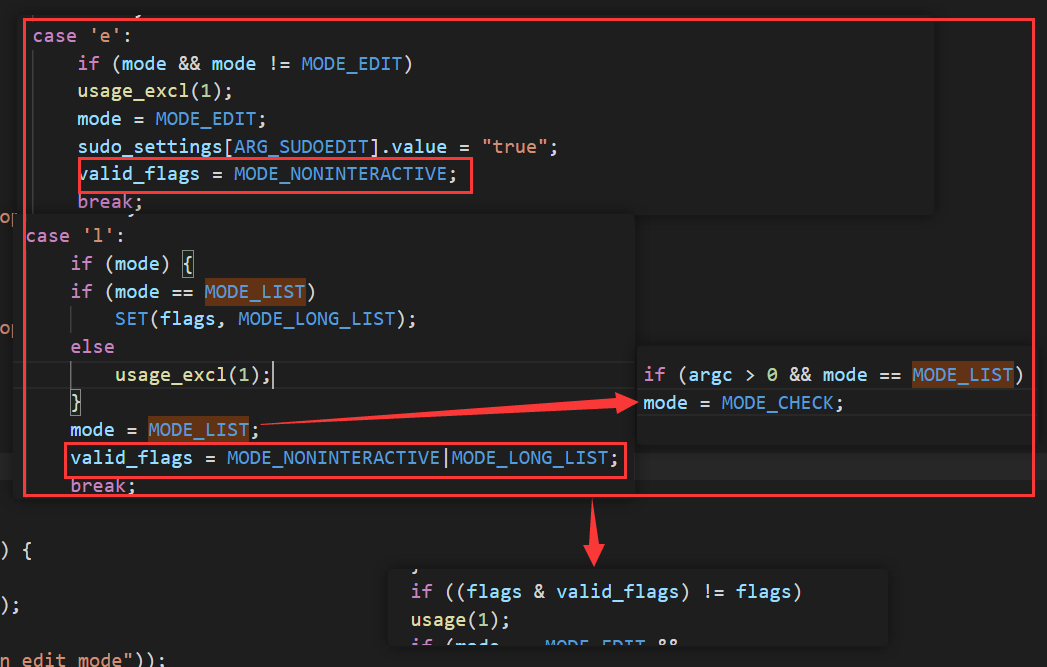 case 'e':
if (mode && mode != MODE_EDIT)
usage_excl(1);
mode = MODE_EDIT;
sudo_settings[ARG_SUDOEDIT].value = "true";
valid_flags = MODE_NONINTERACTIVE;
break;
op
case 'l':
if (mode) {
if (mode == MODE_LIST)
SET(flags, MODE_LONG_LIST);
op
else
usage_excl(1);
}
mode = MODE_LIST;
valid_flags = MODE_NONINTERACTIVE|MODE_LONG_LIST;
break;
if (argc > 0 && mode == MODE_LIST)
mode = MODE_CHECK;
) {
);
n edit mode"));
if ((flags & valid_flags) != flags)
usage(1);